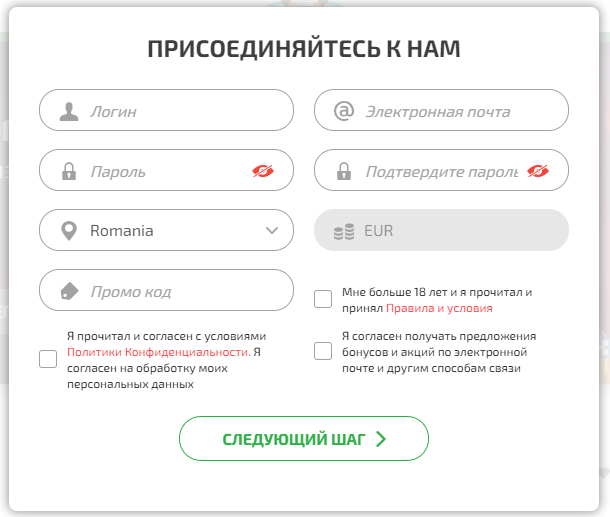 ПРИСОЕДИНЯЙТЕСЬ К НАМ
Логин
Электронная почта
Пароль
Подтвердите пароль
Romania
EUR
Промо код
Мне больше 18 лет и я прочитал и
принял Правила и условия
Я прочитал и согласен с условиями
Политики Конфиденциальности. Я
согласен на обработку моих
персональных данных
Я согласен получать предложения
бонусов и акций по электронной
почте и другим способам связи
СЛЕДУЮЩИЙ ШАГ